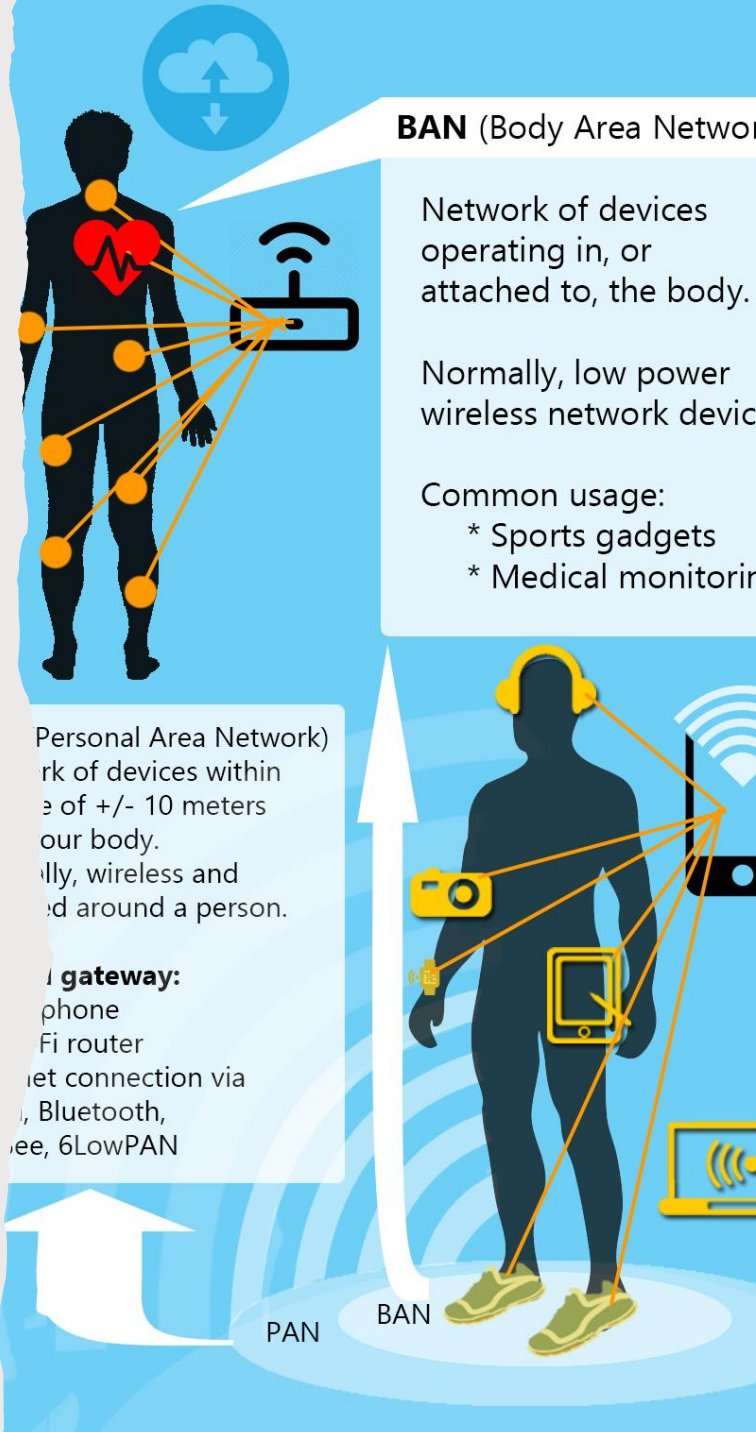 BAN (Body Area Networ
Network of devices
operating in, or
attached to, the body.
Normally, low power
wireless network devic
Common usage:
* Sports gadgets
* Medical monitorin
(Personal Area Network)
rk of devices within
e of +/- 10 meters
our body.
lly, wireless and
ed around a person.
gateway:
phone
Fi router
et connection via
, Bluetooth,
ee, 6LowPAN
BAN
PAN